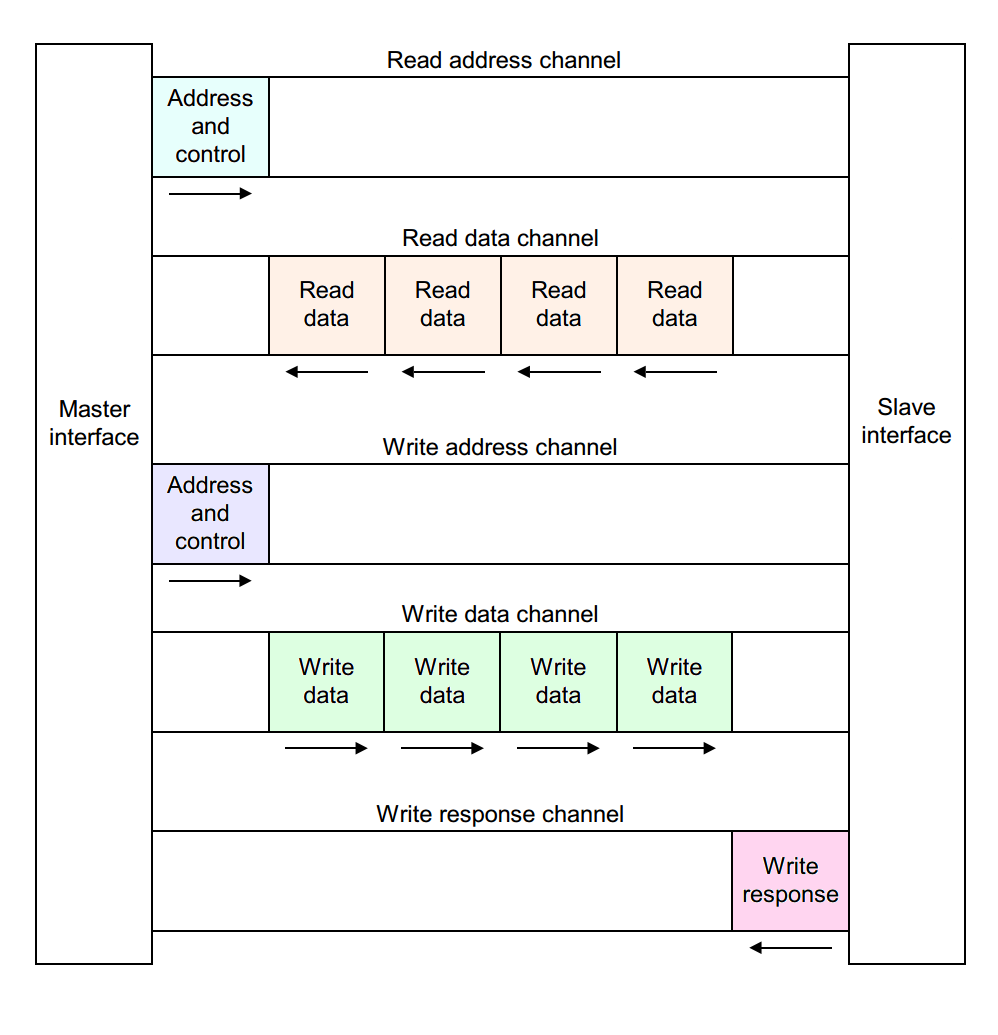 Read address channel
Address
and
control
Read data channel
Read Read Read Read
data data data data
Master
interface
Slave
interface
Write address channel
Address
and
control
Write data channel
Write Write Write Write
data data data data
Write response channel
Write
response